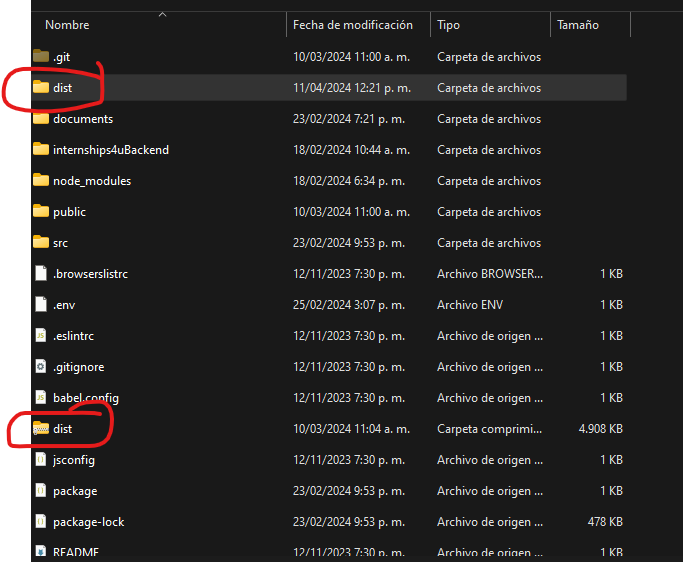 Nombre Fecha de modificación Tipo Tamaño
.git 10/03/2024 11:00 a. m. Carpeta de archivos
dist 11/04/2024 12:21 p. m. Carpeta de archivos
documents 23/02/2024 7:21 p. m. Carpeta de archivos
internships4uBackend 18/02/2024 10:44 a. m. Carpeta de archivos
node_modules 18/02/2024 6:34 p. m. Carpeta de archivos
public 10/03/2024 11:00 a. m. Carpeta de archivos
src 23/02/2024 9:53 p. m. Carpeta de archivos
.browserslistrc 12/11/2023 7:30 p. m. Archivo BROWSER... 1 KB
.env 25/02/2024 3:07 p. m. Archivo ENV 1 KB
.eslintrc 12/11/2023 7:30 p. m. Archivo de origen ... 1 KB
.gitignore 12/11/2023 7:30 p. m. Archivo de origen ... 1 KB
babel.config 12/11/2023 7:30 p. m. Archivo de origen ... 1 KB
dist 10/03/2024 11:04 a. m. Carpeta comprimi... 4.908 KB
jsconfig 12/11/2023 7:30 p. m. Archivo de origen ... 1 KB
package 23/02/2024 9:53 p. m. Archivo de origen ... 1 KB
package-lock 23/02/2024 9:53 p. m. Archivo de origen ... 478 KB
README 12/11/2023 7:30 p. m. Archivo de origen ... 1 KB